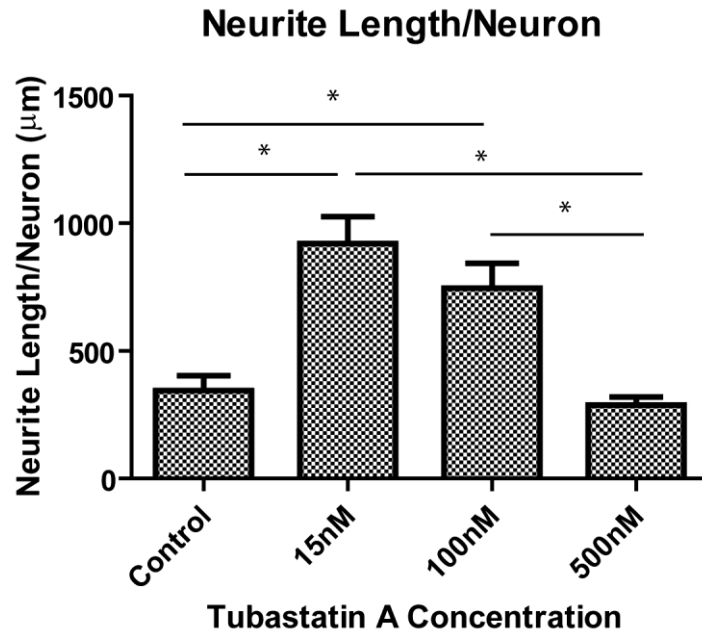 Neurite Length/Neuron
Neurite Length/Neuron (μm)
1500
1000
500
0
*
*
*
*
Control
15nM
100nM
500nM
Tubastatin A Concentration